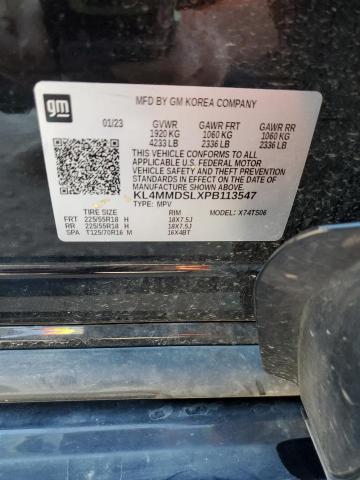 gm
MFD BY GM KOREA COMPANY
01/23 GVWR GAWR FRT GAWR RR
1920 KG 1060 KG 1060 KG
4233 LB 2336 LB 2336 LB
THIS VEHICLE CONFORMS TO ALL
APPLICABLE U.S. FEDERAL MOTOR
VEHICLE SAFETY, BUMPER, AND THEFT
PREVENTION STANDARDS IN EFFECT ON THE
DATE OF MANUFACTURE SHOWN ABOVE.
KL4MMDSLXPB113547
TYPE: MPV MODEL: X74TS06
TIRE SIZE RIM
FRT 225/55R18 H 18X7.5J
RR 225/55R18 H 18X7.5J
SPA T125/70R16 M 16X4BT